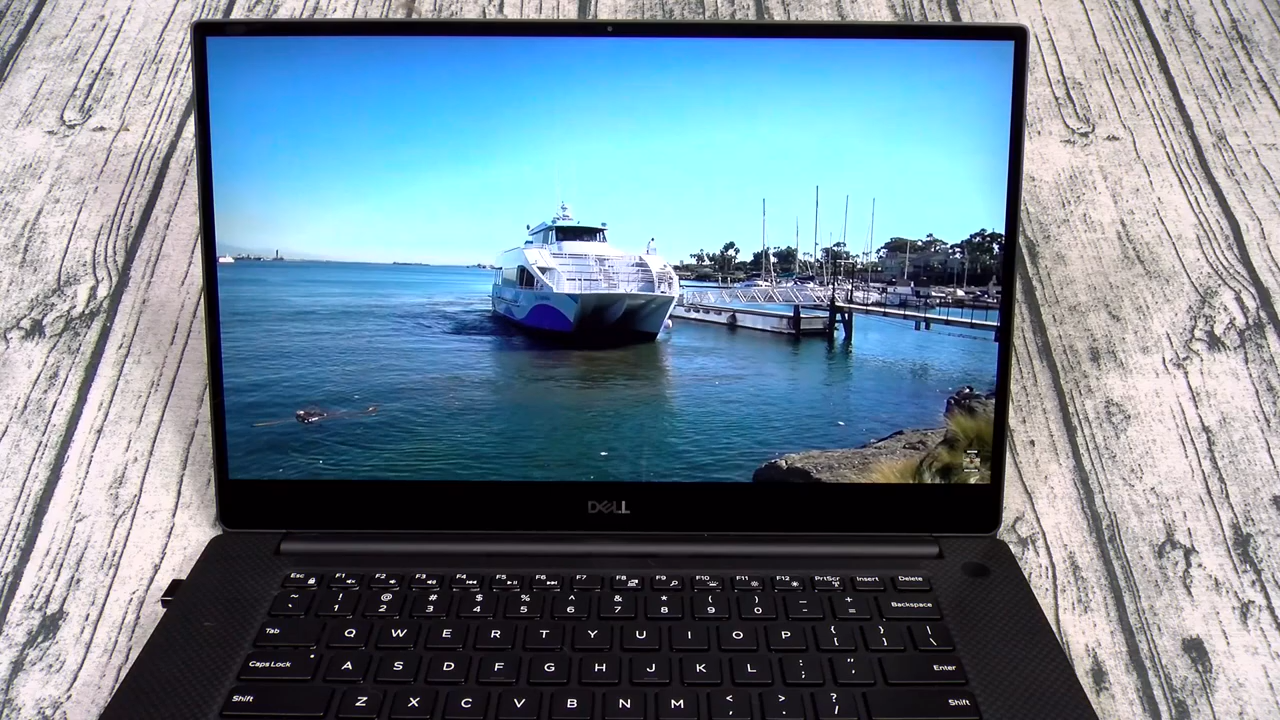 DELL
Esc F1 F2 F3 F4 F5 F6 F7 F8 F9 F10 F11 F12 PrtScr Insert Delete
~ ! @ # $ % ^ & * ( ) _ +
` 1 2 3 4 5 6 7 8 9 0 - = Backspace
Tab Q W E R T Y U I O P { [ } ] | \
Caps Lock A S D F G H J K L : ; " ' Enter
Shift Z X C V B N M < , > . ? / Shift